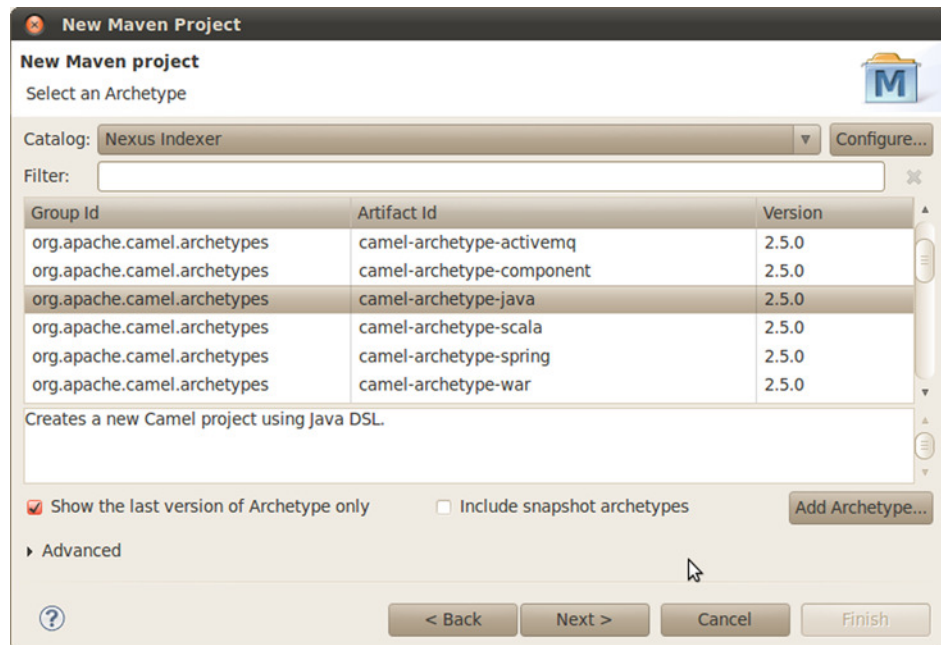 New Maven Project
New Maven project
Select an Archetype
M
Catalog: Nexus Indexer Configure...
Filter:
Group Id Artifact Id Version
org.apache.camel.archetypes camel-archetype-activemq 2.5.0
org.apache.camel.archetypes camel-archetype-component 2.5.0
org.apache.camel.archetypes camel-archetype-java 2.5.0
org.apache.camel.archetypes camel-archetype-scala 2.5.0
org.apache.camel.archetypes camel-archetype-spring 2.5.0
org.apache.camel.archetypes camel-archetype-war 2.5.0
Creates a new Camel project using Java DSL.
Show the last version of Archetype only Include snapshot archetypes Add Archetype...
Advanced
? < Back Next > Cancel Finish